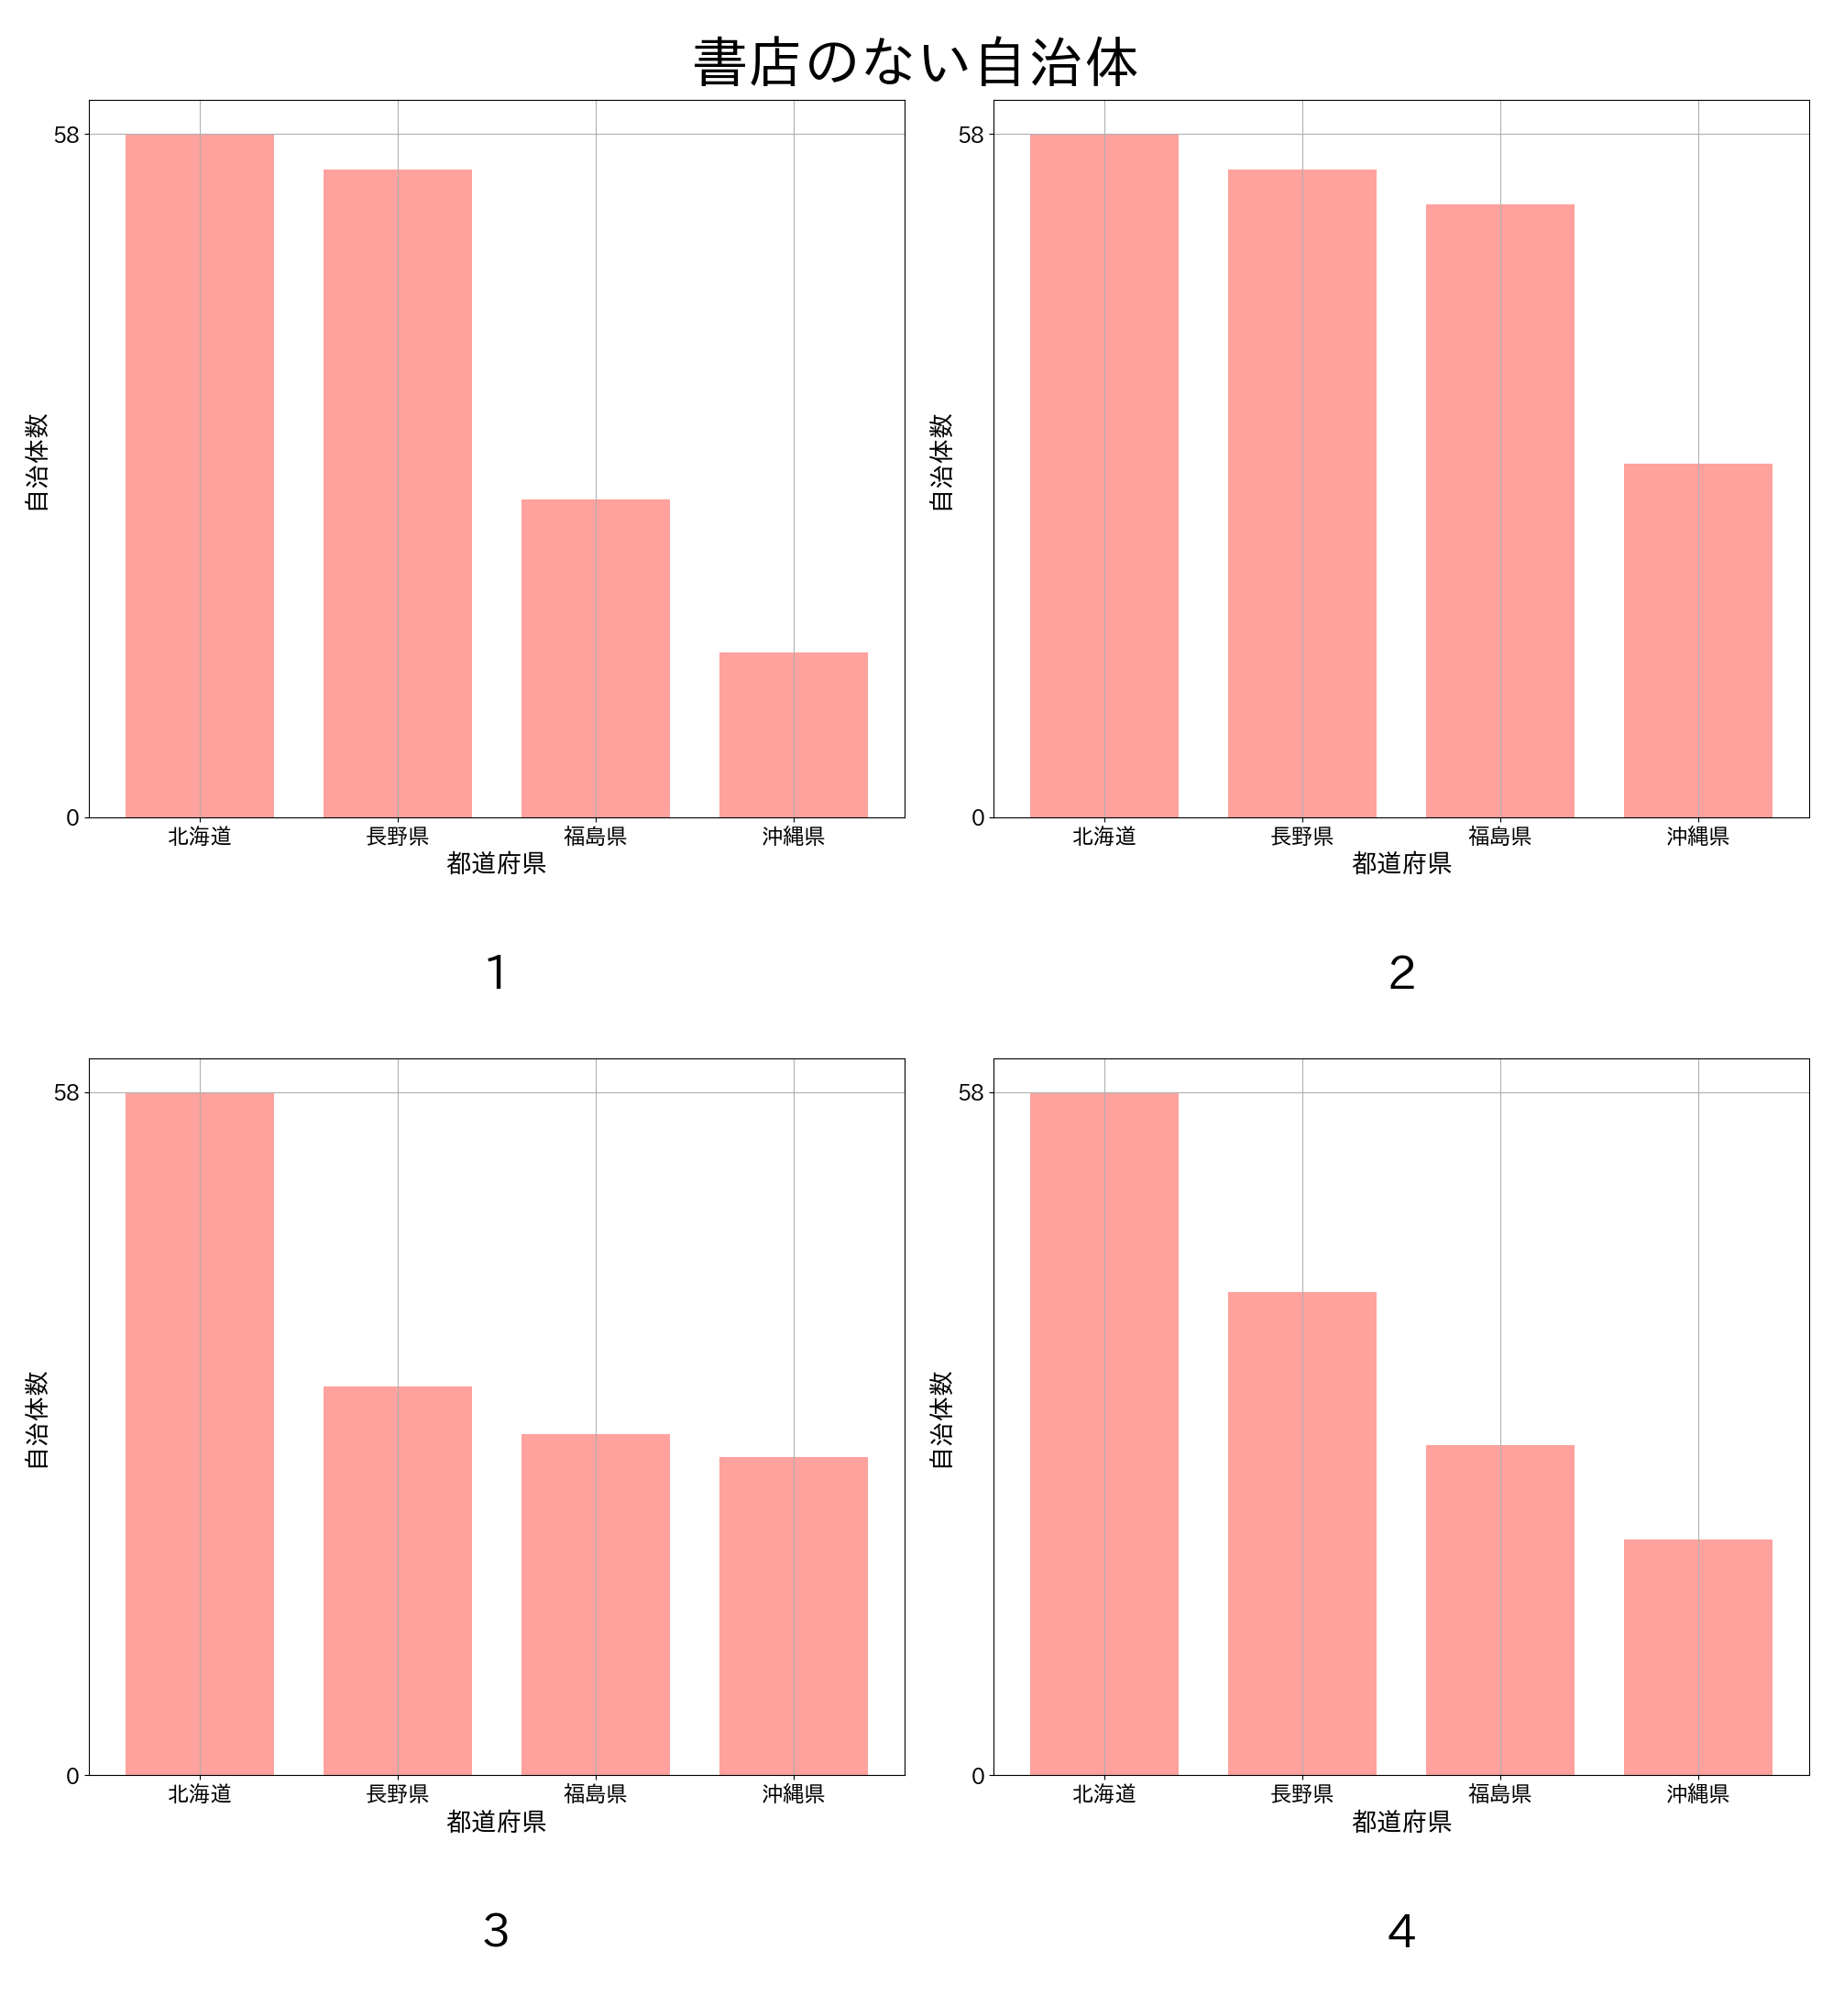 書店のない自治体
58
58
自治体数
自治体数
0
0
北海道 長野県 福島県 沖縄県
北海道 長野県 福島県 沖縄県
都道府県
都道府県
1
2
58
58
自治体数
自治体数
0
0
北海道 長野県 福島県 沖縄県
北海道 長野県 福島県 沖縄県
都道府県
都道府県
3
4